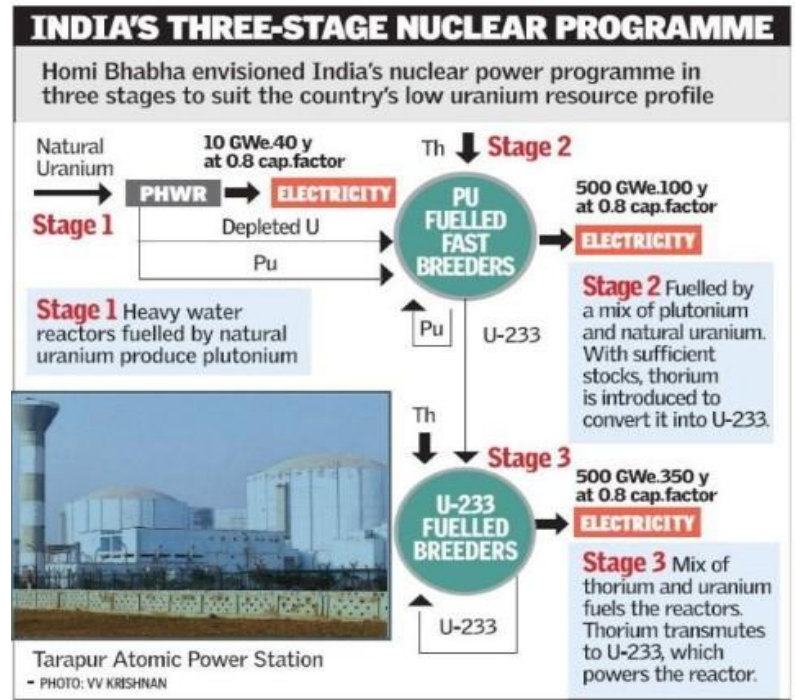 INDIA'S THREE-STAGE NUCLEAR PROGRAMME
Homi Bhabha envisioned India's nuclear power programme in
three stages to suit the country's low uranium resource profile
Natural
Uranium
Stage 1
PHWR
10 GWe.40 y
at 0.8 cap.factor
ELECTRICITY
Depleted U
Pu
Th
Stage 2
PU
FUELLED
FAST
BREEDERS
500 GWe.100 y
at 0.8 cap.factor
ELECTRICITY
Stage 1 Heavy water
reactors fuelled by natural
uranium produce plutonium
Pu
U-233
Stage 2 Fuelled by
a mix of plutonium
and natural uranium.
With sufficient
stocks, thorium
is introduced to
convert it into U-233.
Th
Stage 3
U-233
FUELLED
BREEDERS
500 GWe.350 y
at 0.8 cap.factor
ELECTRICITY
U-233
Stage 3 Mix of
thorium and uranium
fuels the reactors.
Thorium transmutes
to U-233, which
powers the reactor.
Tarapur Atomic Power Station
- PHOTO: VV KRISHNAN